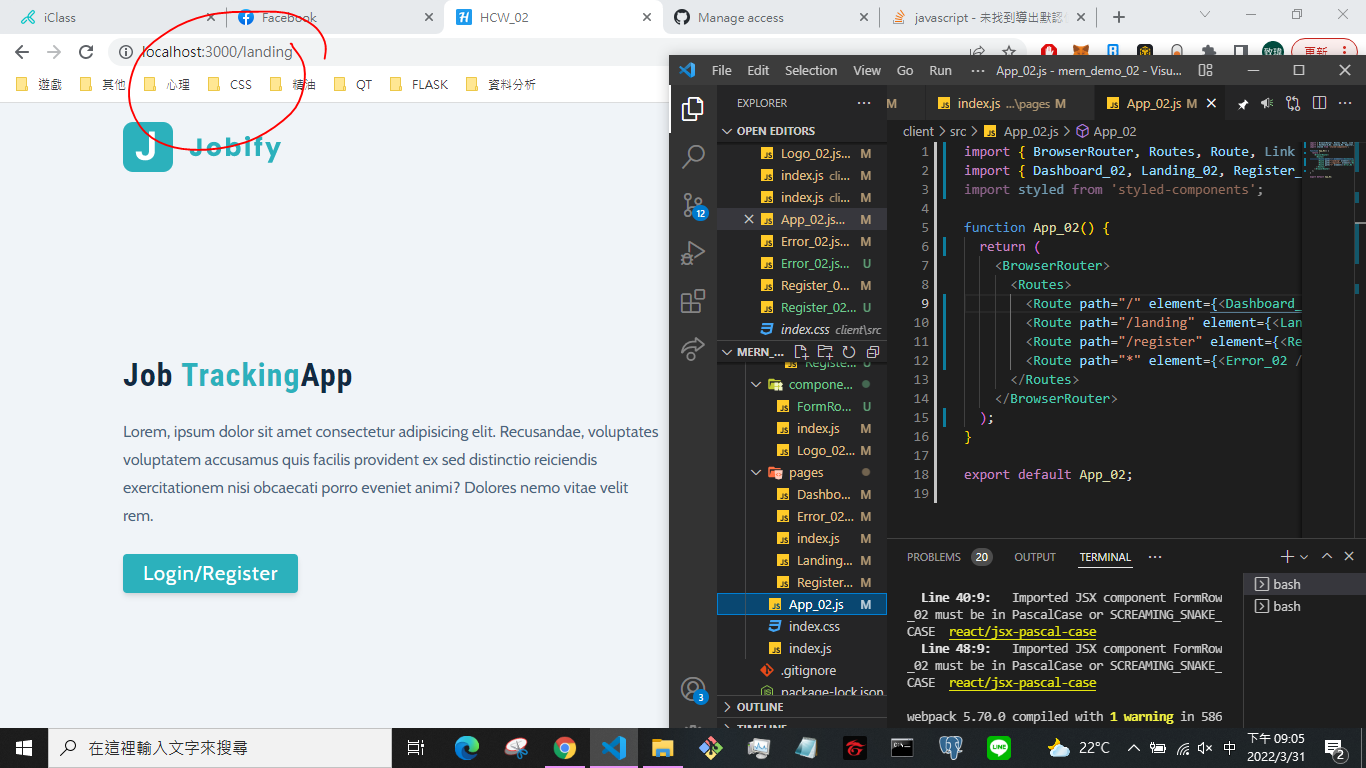 iClass
Facebook
HCW_02
Manage access
javascript - 未找到導出默認
localhost:3000/landing
更新
遊戲
其他
心理
CSS
精油
QT
FLASK
資料分析
J Jobify
Job TrackingApp
Lorem, ipsum dolor sit amet consectetur adipisicing elit. Recusandae, voluptates
voluptatem accusamus quis facilis provident ex sed distinctio reiciendis
exercitationem nisi obcaecati porro eveniet animi? Dolores nemo vitae velit
rem.
Login/Register
File Edit Selection View Go Run ··· App_02.js - mern_demo_02 - Visu...
EXPLORER ···
OPEN EDITORS
Logo_02.js... M
index.js cli... M
index.js cli... M
App_02.js... M
Error_02.js... M
Error_02.js... U
Register_0... M
Register_02... U
index.css client\src
MERN_...
Registe... U
compone...
FormRo... U
index.js M
Logo_02... M
pages
Dashbo... M
Error_02... M
index.js M
Landing... M
Register... M
App_02.js M
index.css
index.js
.gitignore
package-lock.json
OUTLINE
TIMELINE
12
3
M index.js ...\pages M App_02.js M
client > src > App_02.js > App_02
1 import { BrowserRouter, Routes, Route, Link
2 import { Dashboard_02, Landing_02, Register_
3 import styled from 'styled-components';
4
5 function App_02() {
6 return (
7 <BrowserRouter>
8 <Routes>
9 <Route path="/" element={<Dashboard_
10 <Route path="/landing" element={<Lan
11 <Route path="/register" element={<Re
12 <Route path="*" element={<Error_02 /
13 </Routes>
14 </BrowserRouter>
15 );
16 }
17
18 export default App_02;
19
PROBLEMS 20 OUTPUT TERMINAL ···
bash
bash
Line 40:9: Imported JSX component FormRow
_02 must be in PascalCase or SCREAMING_SNAKE_
CASE react/jsx-pascal-case
Line 48:9: Imported JSX component FormRow
_02 must be in PascalCase or SCREAMING_SNAKE_
CASE react/jsx-pascal-case
webpack 5.70.0 compiled with 1 warning in 586
在這裡輸入文字來搜尋
LINE
22°C
中
下午 09:05
2022/3/31
2